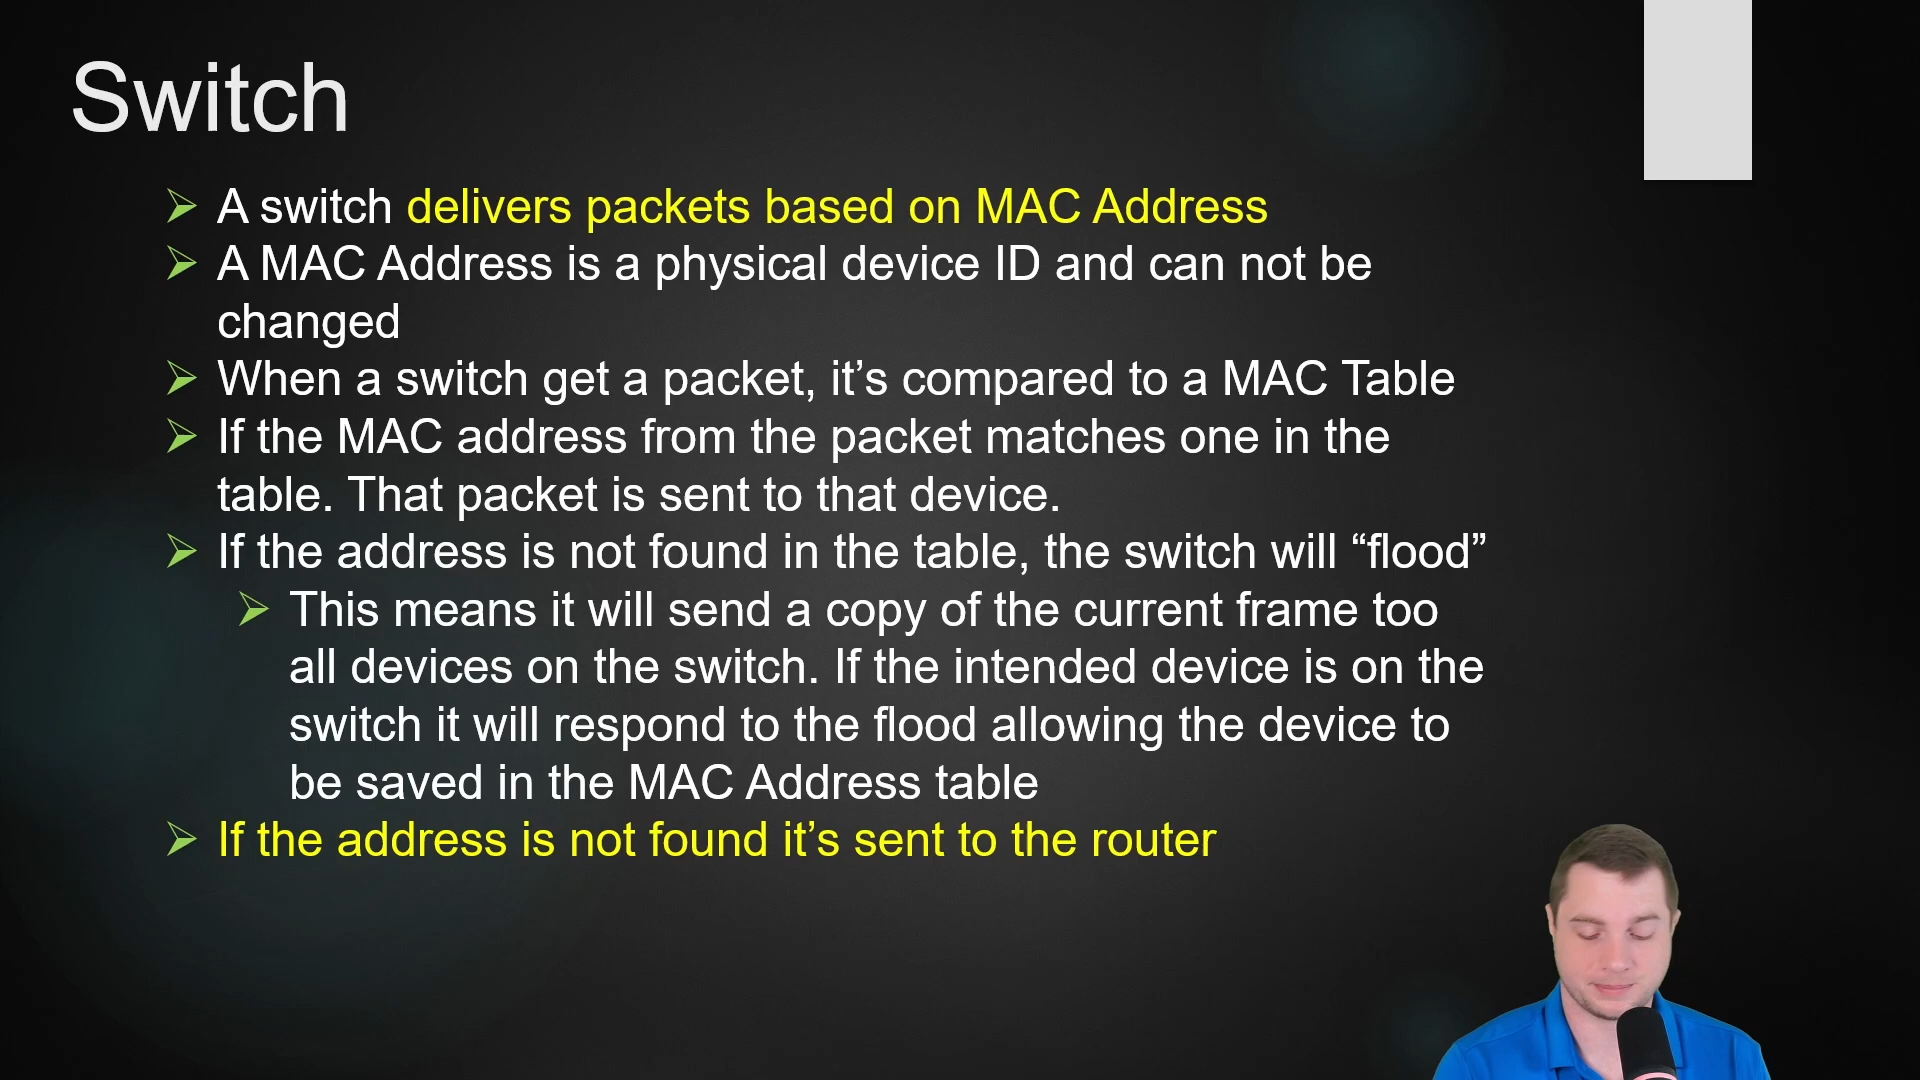 Switch
A switch delivers packets based on MAC Address
A MAC Address is a physical device ID and can not be
changed
When a switch get a packet, it’s compared to a MAC Table
If the MAC address from the packet matches one in the
table. That packet is sent to that device.
If the address is not found in the table, the switch will “flood”
This means it will send a copy of the current frame too
all devices on the switch. If the intended device is on the
switch it will respond to the flood allowing the device to
be saved in the MAC Address table
If the address is not found it’s sent to the router